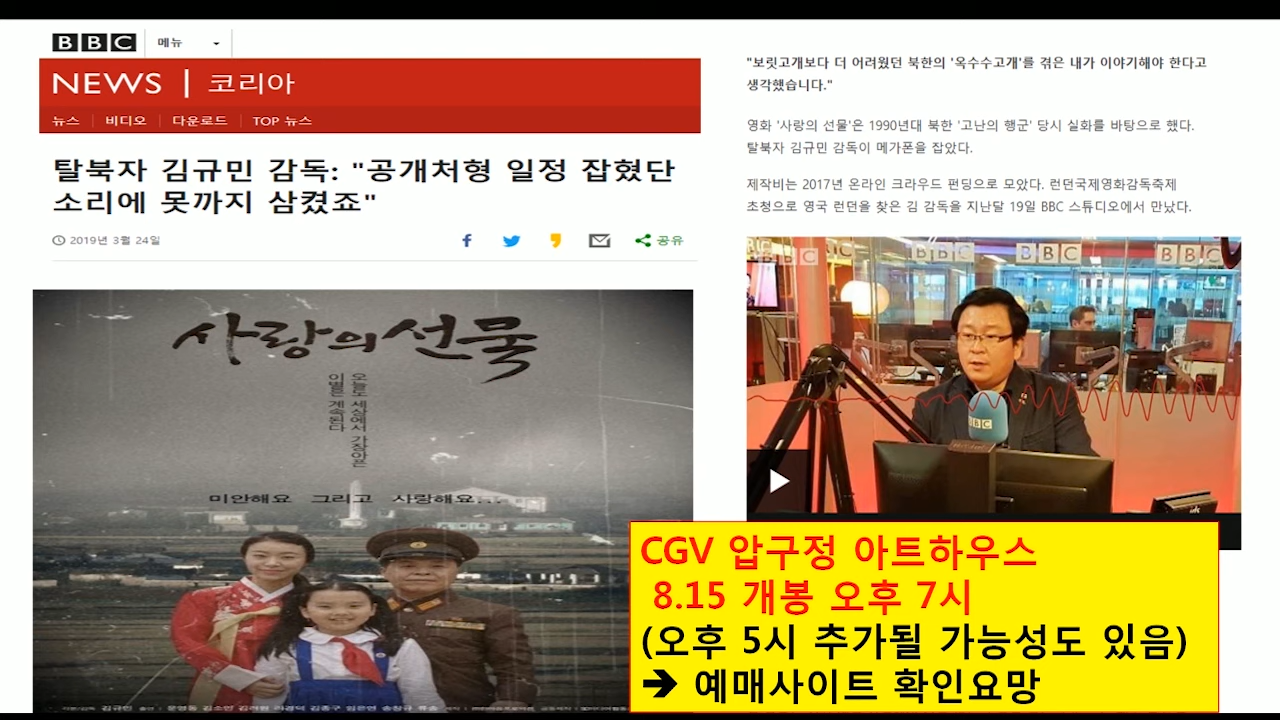 BBC 메뉴
NEWS | 코리아
뉴스 | 비디오 | 다운로드 | TOP 뉴스
탈북자 김규민 감독: "공개처형 일정 잡혔단
소리에 못까지 삼켰죠"
2019년 3월 24일
공유
사랑의 선물
오늘도 세상에서 가장아픈
이별은 계속된다
미안해요 그리고 사랑해요
"보릿고개보다 더 어려웠던 북한의 '옥수수고개'를 겪은 내가 이야기해야 한다고
생각했습니다."
영화 '사랑의 선물'은 1990년대 북한 '고난의 행군' 당시 실화를 바탕으로 했다.
탈북자 김규민 감독이 메가폰을 잡았다.
제작비는 2017년 온라인 크라우드 펀딩으로 모았다. 런던국제영화감독축제
초청으로 영국 런던을 찾은 김 감독을 지난달 19일 BBC 스튜디오에서 만났다.
BBC BBC BBC BBC
BBC
CGV 압구정 아트하우스
8.15 개봉 오후 7시
(오후 5시 추가될 가능성도 있음)
➔ 예매사이트 확인요망